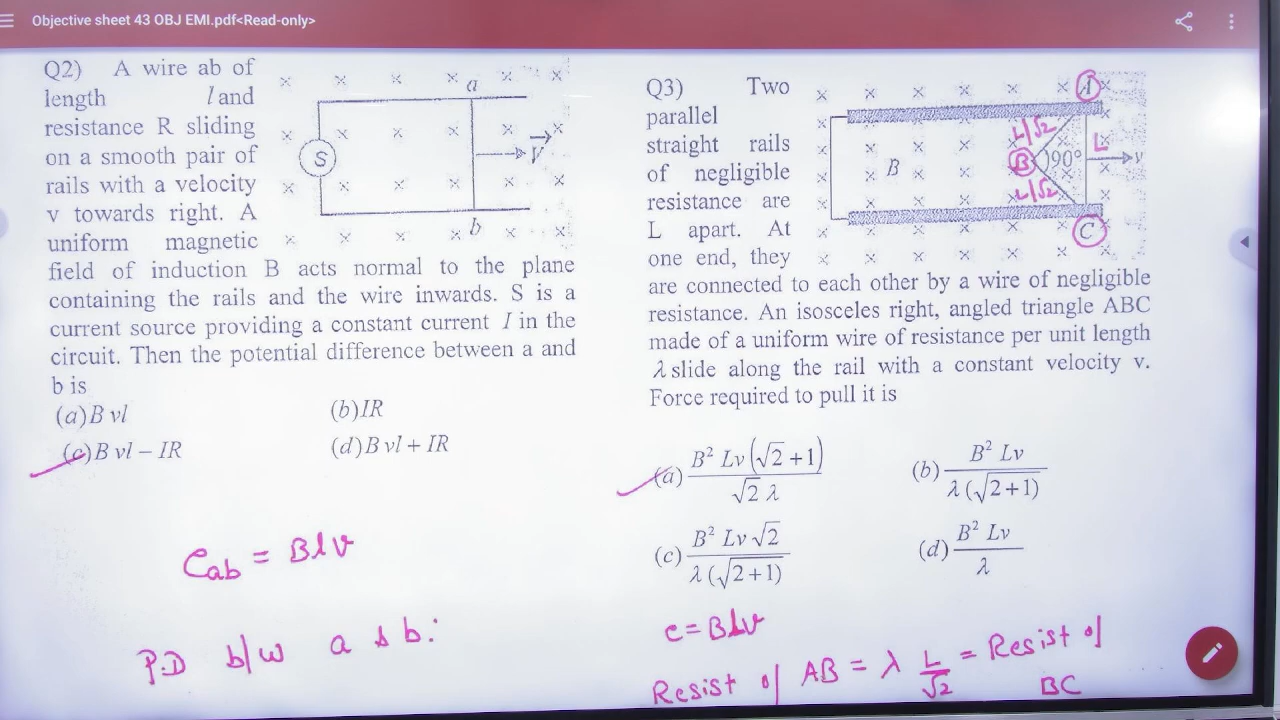 Objective sheet 43 OBJ EMI.pdf<Read-only>
Q2) A wire ab of
length l and
resistance R sliding
on a smooth pair of
rails with a velocity
v towards right. A
uniform magnetic
field of induction B acts normal to the plane
containing the rails and the wire inwards. S is a
current source providing a constant current I in the
circuit. Then the potential difference between a and
b is
(a) B vl
(b) IR
(c) B vl – IR
(d) B vl + IR
a
S
V
b
eab = Blv
P.D b/w a & b:
Q3) Two
parallel
straight rails
of negligible
resistance are
L apart. At
one end, they
are connected to each other by a wire of negligible
resistance. An isosceles right, angled triangle ABC
made of a uniform wire of resistance per unit length
λ slide along the rail with a constant velocity v.
Force required to pull it is
(a) B² Lv (√2 +1) / √2 λ
(b) B² Lv / λ (√2+1)
(c) B² Lv √2 / λ (√2+1)
(d) B² Lv / λ
A
L/√2
B
B
90°
L
v
L/√2
C
e = BLv
Resist of AB = λ L/√2 = Resist of
BC